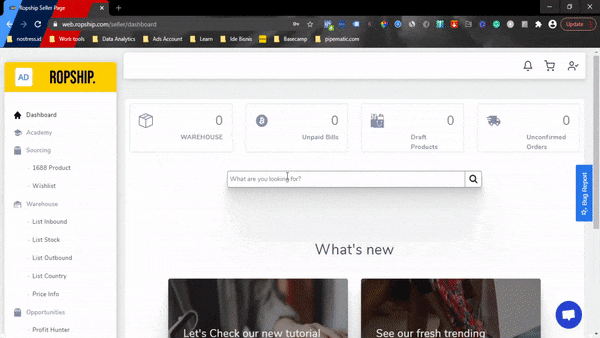 Ropship Seller Page
web.ropship.com/seller/dashboard
Update
nostress.id
Work tools
Data Analytics
Ads Account
Learn
Ide Bisnis
Basecamp
pipematic.com
AD
ROPSHIP.
Dashboard
Academy
Sourcing
1688 Product
Wishlist
Warehouse
List Inbound
List Stock
List Outbound
List Country
Price Info
Opportunities
Profit Hunter
0
WAREHOUSE
0
Unpaid Bills
0
Draft
Products
0
Unconfirmed
Orders
What are you looking for?
Bug Report
What's new
Let's Check our new tutorial
See our fresh trending